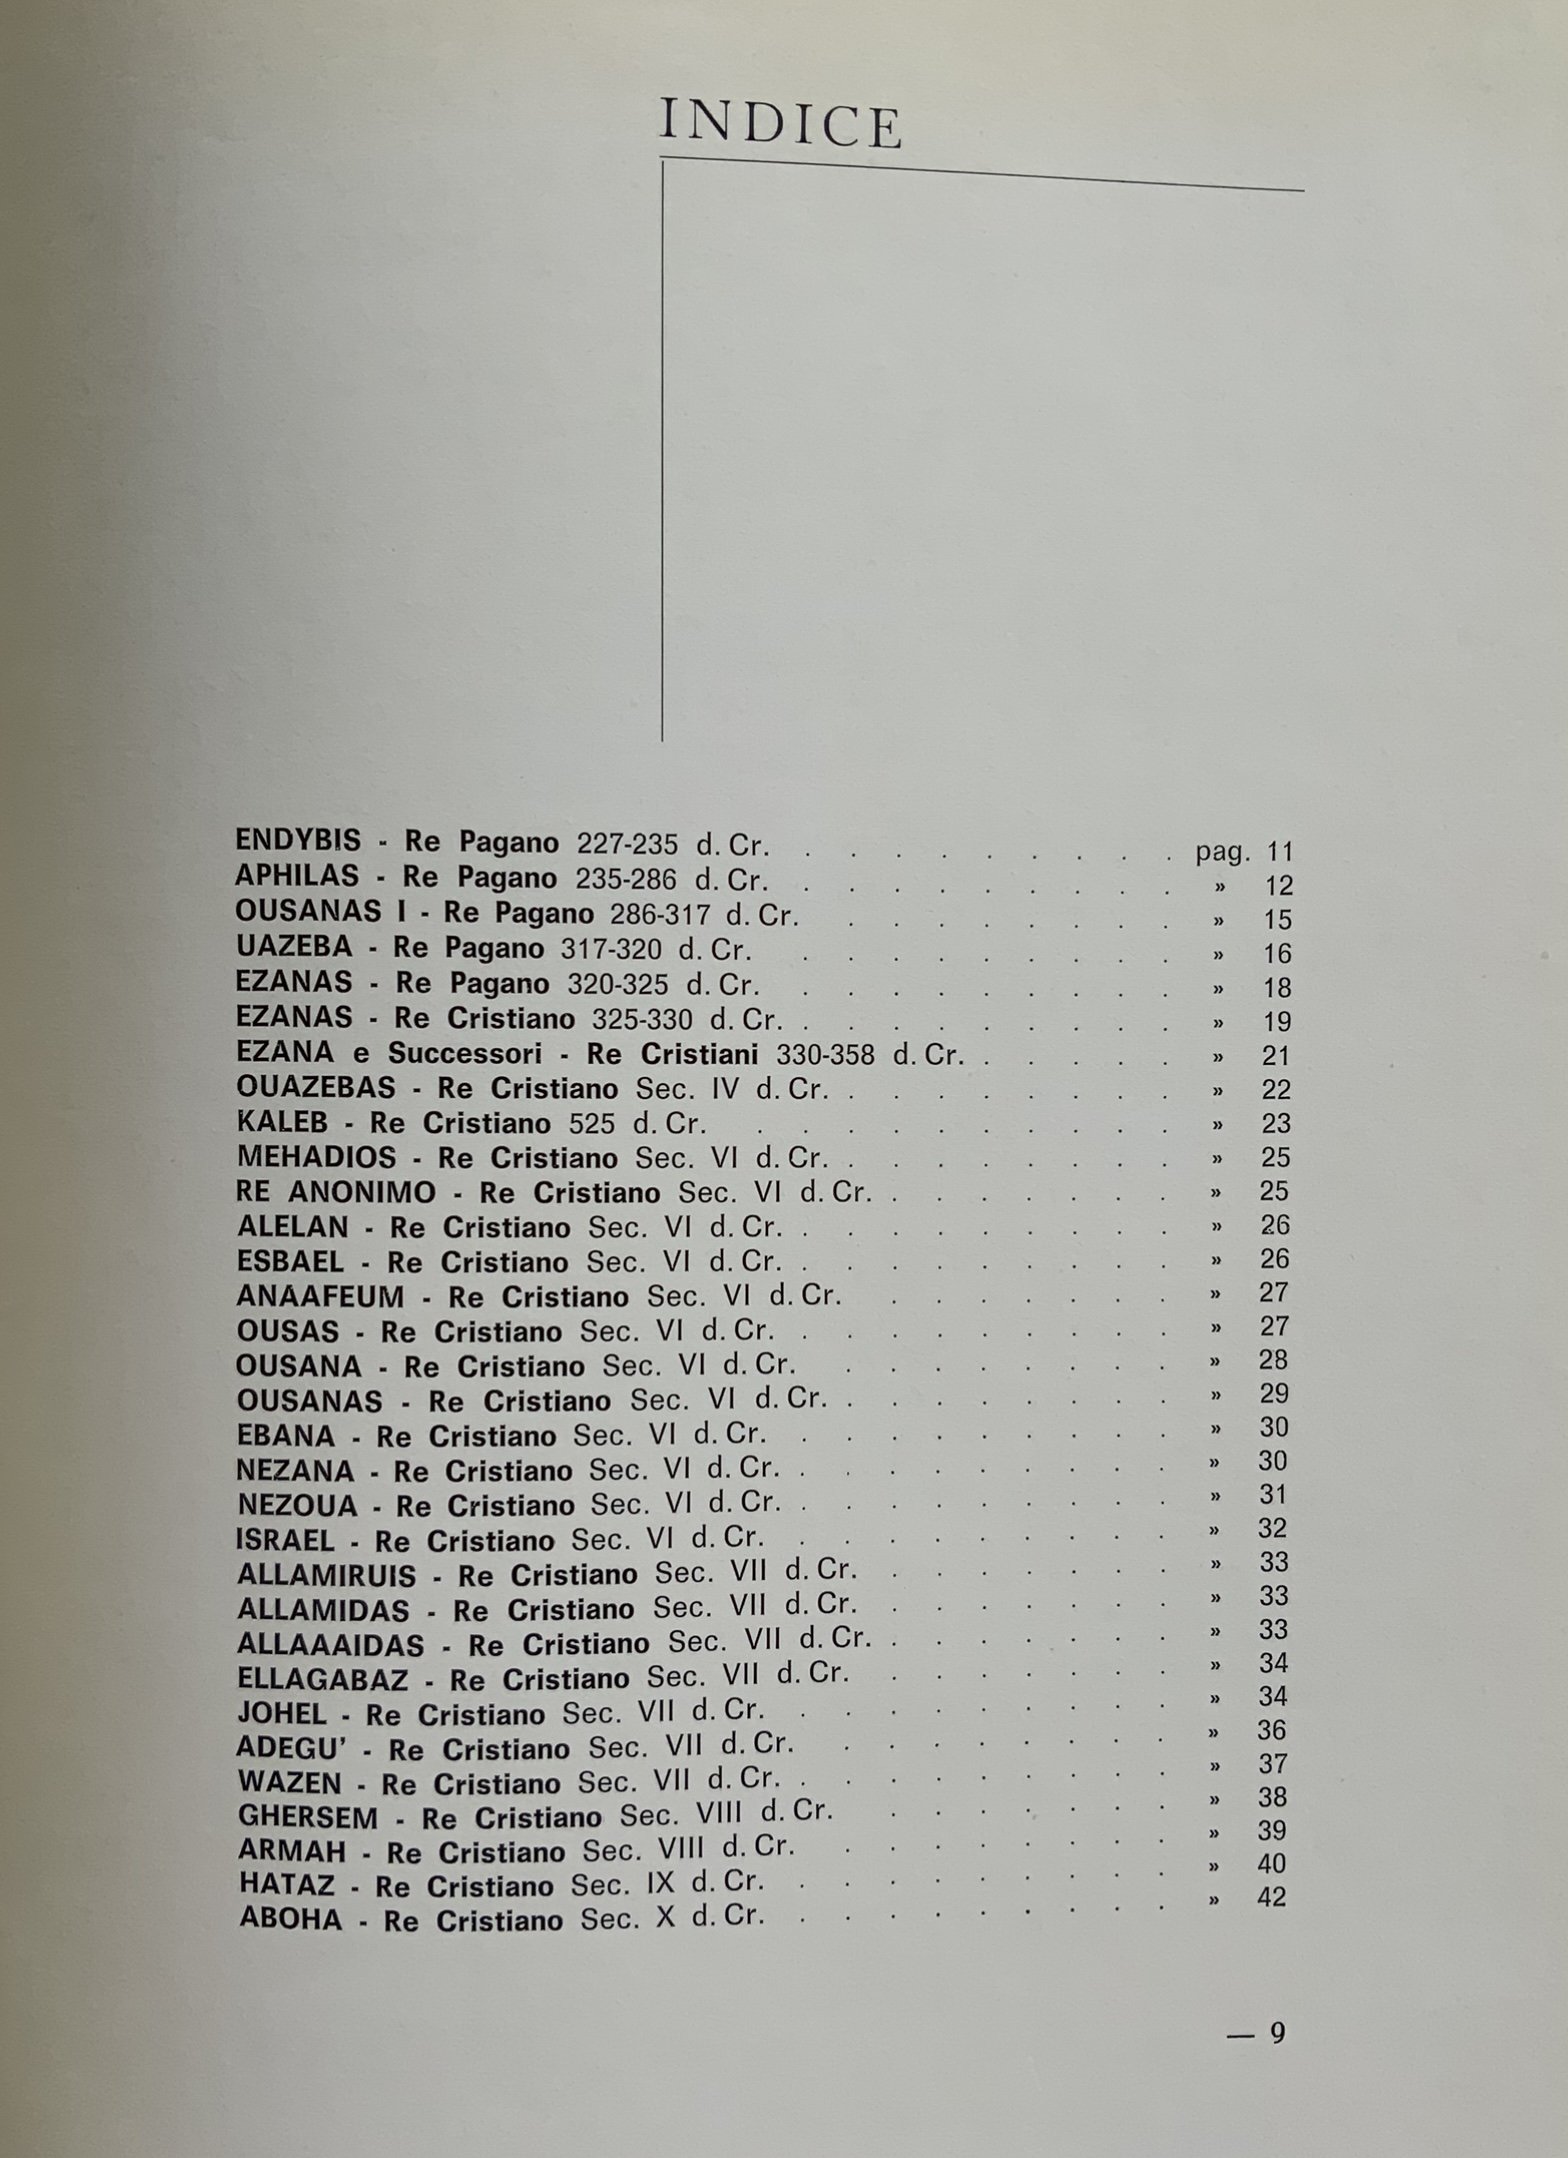 INDICE
ENDYBIS - Re Pagano 227-235 d. Cr. . . . . . . . . . pag. 11
APHILAS - Re Pagano 235-286 d. Cr. . . . . . . . . . » 12
OUSANAS I - Re Pagano 286-317 d. Cr. . . . . . . . . » 15
UAZEBA - Re Pagano 317-320 d. Cr. . . . . . . . . . » 16
EZANAS - Re Pagano 320-325 d. Cr. . . . . . . . . . » 18
EZANAS - Re Cristiano 325-330 d. Cr. . . . . . . . . . » 19
EZANA e Successori - Re Cristiani 330-358 d. Cr. . . . . . » 21
OUAZEBAS - Re Cristiano Sec. IV d. Cr. . . . . . . . . » 22
KALEB - Re Cristiano 525 d. Cr. . . . . . . . . . . » 23
MEHADIOS - Re Cristiano Sec. VI d. Cr. . . . . . . . . » 25
RE ANONIMO - Re Cristiano Sec. VI d. Cr. . . . . . . . » 25
ALELAN - Re Cristiano Sec. VI d. Cr. . . . . . . . . . » 26
ESBAEL - Re Cristiano Sec. VI d. Cr. . . . . . . . . . » 26
ANAAFEUM - Re Cristiano Sec. VI d. Cr. . . . . . . . » 27
OUSAS - Re Cristiano Sec. VI d. Cr. . . . . . . . . . » 27
OUSANA - Re Cristiano Sec. VI d. Cr. . . . . . . . . » 28
OUSANAS - Re Cristiano Sec. VI d. Cr. . . . . . . . . » 29
EBANA - Re Cristiano Sec. VI d. Cr. . . . . . . . . . » 30
NEZANA - Re Cristiano Sec. VI d. Cr. . . . . . . . . . » 30
NEZOUA - Re Cristiano Sec. VI d. Cr. . . . . . . . . . » 31
ISRAEL - Re Cristiano Sec. VI d. Cr. . . . . . . . . . » 32
ALLAMIRUIS - Re Cristiano Sec. VII d. Cr. . . . . . . . » 33
ALLAMIDAS - Re Cristiano Sec. VII d. Cr. . . . . . . . » 33
ALLAAAIDAS - Re Cristiano Sec. VII d. Cr. . . . . . . . » 33
ELLAGABAZ - Re Cristiano Sec. VII d. Cr. . . . . . . . » 34
JOHEL - Re Cristiano Sec. VII d. Cr. . . . . . . . . . » 34
ADEGU' - Re Cristiano Sec. VII d. Cr. . . . . . . . . » 36
WAZEN - Re Cristiano Sec. VII d. Cr. . . . . . . . . . » 37
GHERSEM - Re Cristiano Sec. VIII d. Cr. . . . . . . . » 38
ARMAH - Re Cristiano Sec. VIII d. Cr. . . . . . . . . » 39
HATAZ - Re Cristiano Sec. IX d. Cr. . . . . . . . . . » 40
ABOHA - Re Cristiano Sec. X d. Cr. . . . . . . . . . » 42
— 9